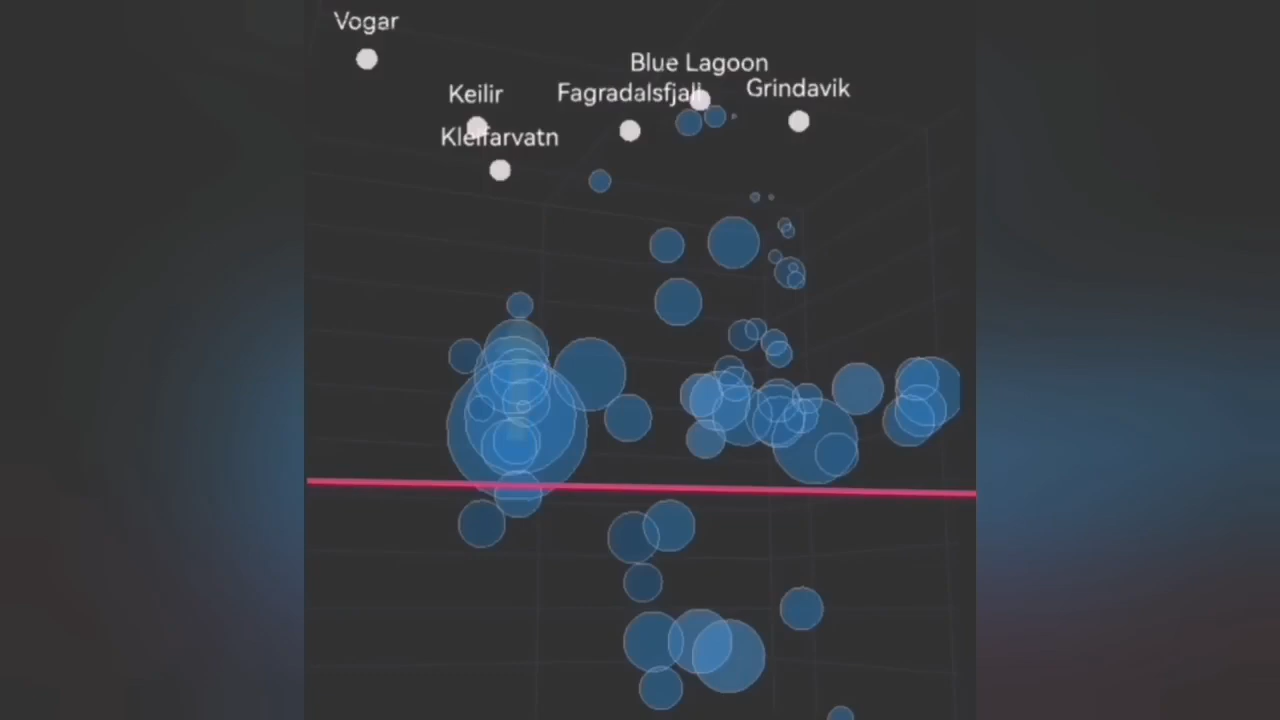 Vogar
Blue Lagoon
Keilir
Fagradalsfjall
Grindavik
Kleifarvatn